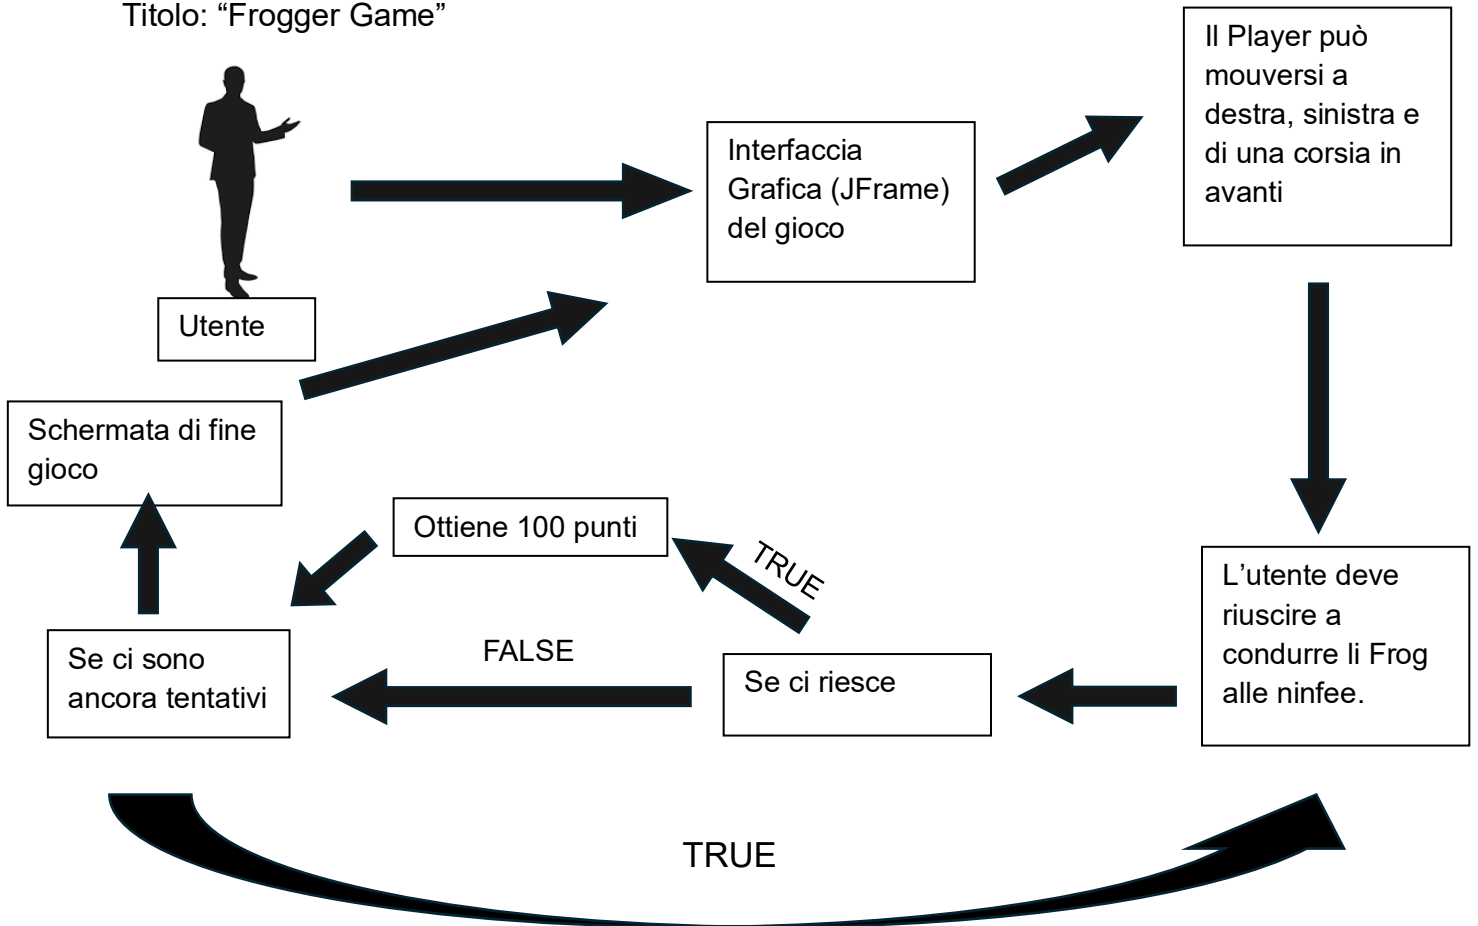 Titolo: “Frogger Game”
Il Player può
mouversi a
destra, sinistra e
di una corsia in
avanti
Interfaccia
Grafica (JFrame)
del gioco
Utente
Schermata di fine
gioco
Ottiene 100 punti
TRUE
L’utente deve
riuscire a
condurre li Frog
alle ninfee.
Se ci riesce
FALSE
Se ci sono
ancora tentativi
TRUE